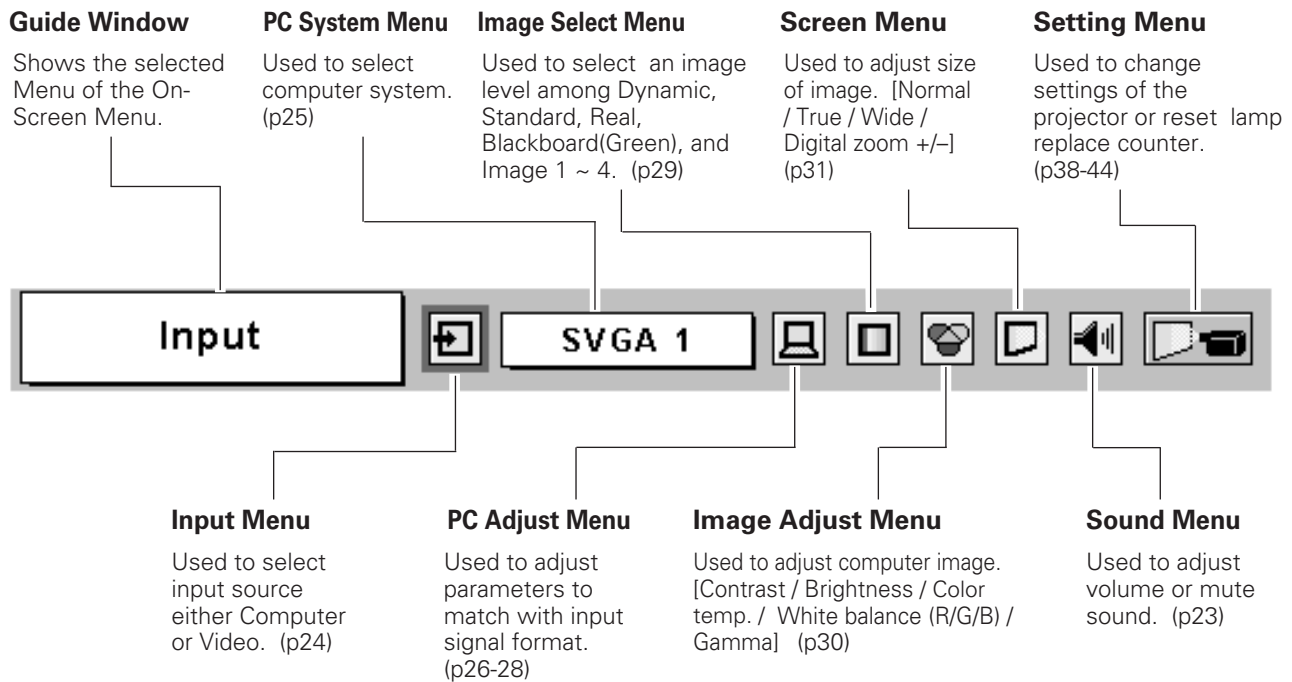 Guide Window
Shows the selected
Menu of the On-
Screen Menu.
PC System Menu
Used to select
computer system.
(p25)
Image Select Menu
Used to select an image
level among Dynamic,
Standard, Real,
Blackboard(Green), and
Image 1 ~ 4. (p29)
Screen Menu
Used to adjust size
of image. [Normal
/ True / Wide /
Digital zoom +/–]
(p31)
Setting Menu
Used to change
settings of the
projector or reset lamp
replace counter.
(p38-44)
Input
SVGA 1
Input Menu
Used to select
input source
either Computer
or Video. (p24)
PC Adjust Menu
Used to adjust
parameters to
match with input
signal format.
(p26-28)
Image Adjust Menu
Used to adjust computer image.
[Contrast / Brightness / Color
temp. / White balance (R/G/B) /
Gamma] (p30)
Sound Menu
Used to adjust
volume or mute
sound. (p23)